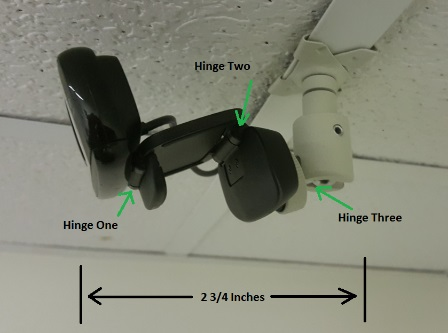 Hinge Two
Hinge One
Hinge Three
2 3/4 Inches